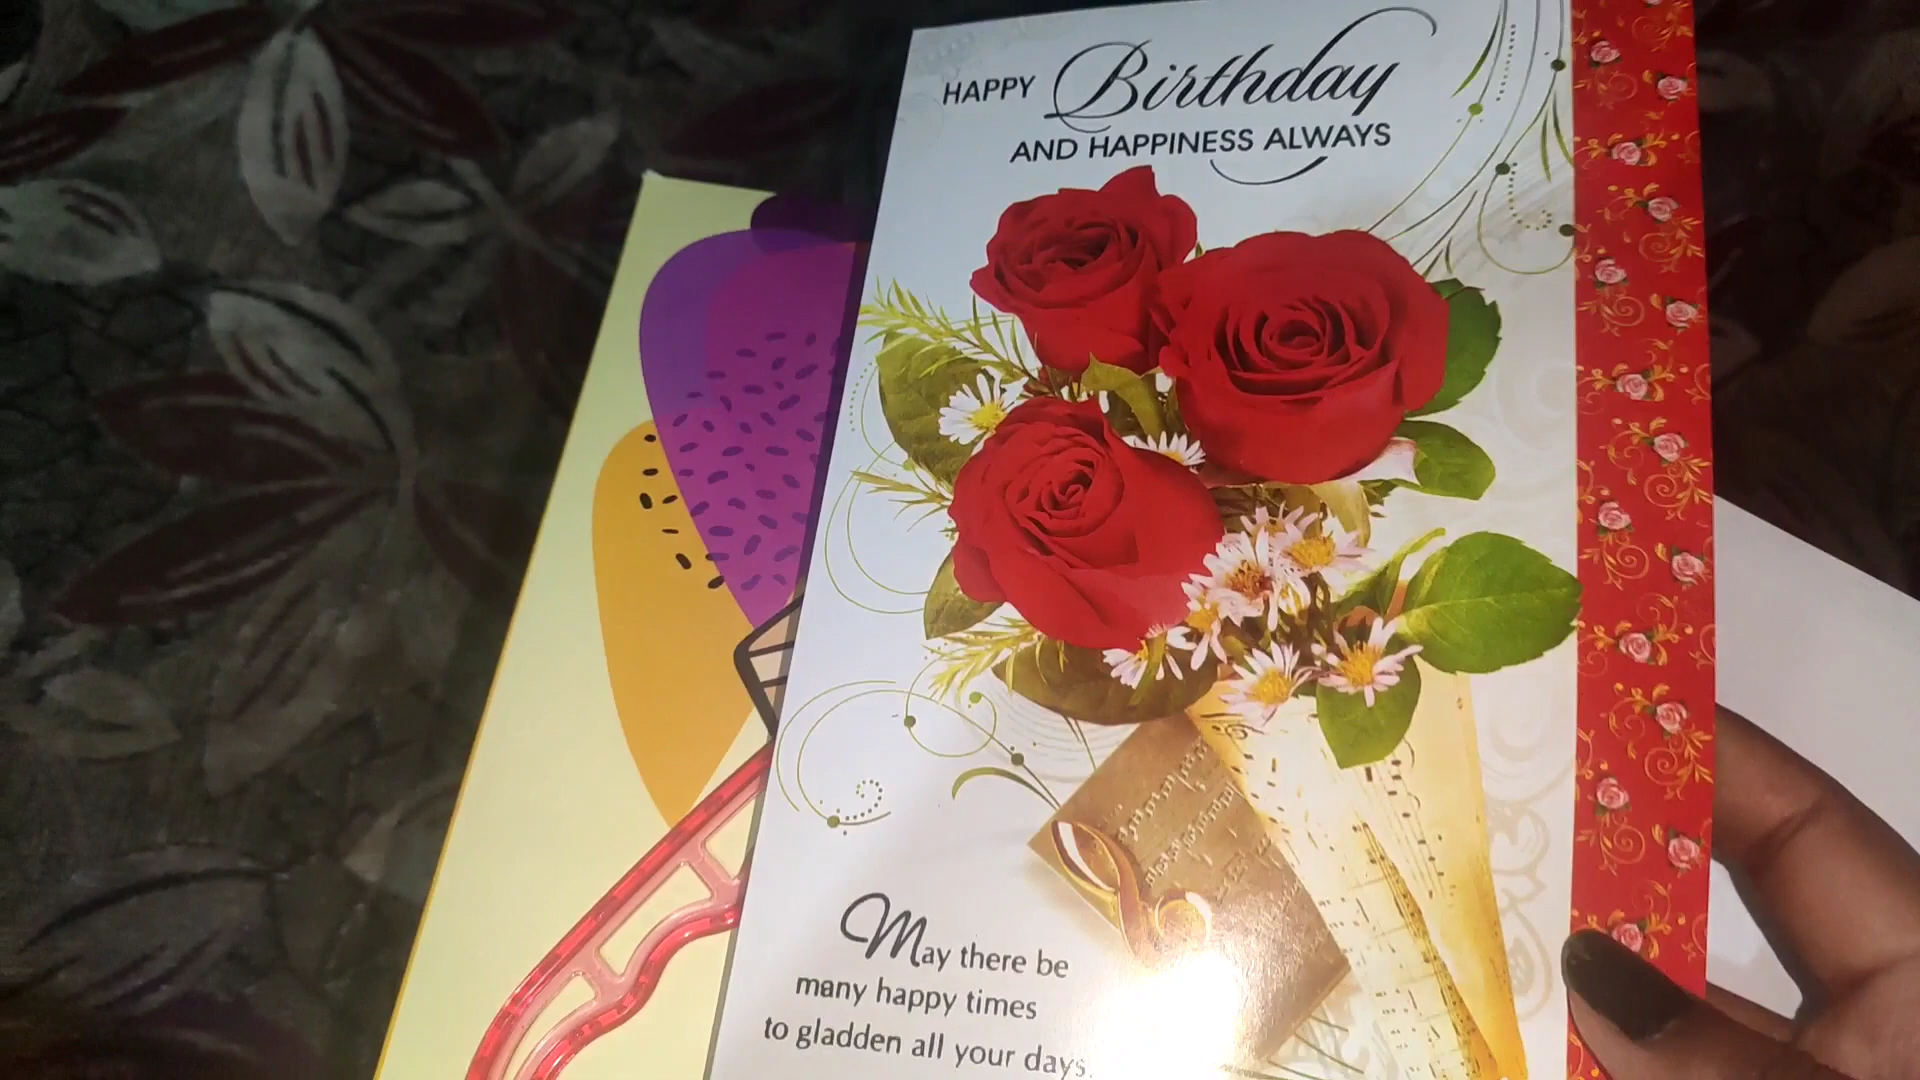 HAPPY Birthday
AND HAPPINESS ALWAYS
May there be
many happy times
to gladden all your days.